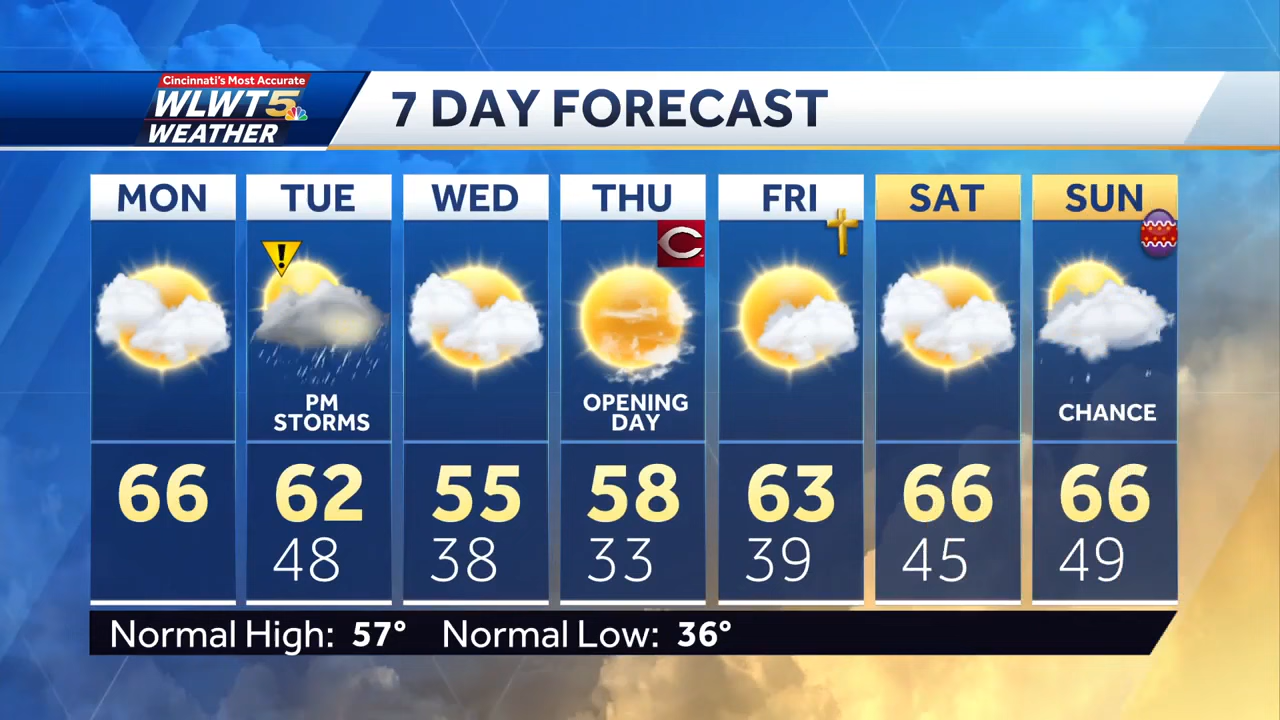 Cincinnati's Most Accurate
WLWT5
WEATHER
7 DAY FORECAST
MON TUE WED THU FRI SAT SUN
!
C
PM
STORMS
OPENING
DAY
CHANCE
66 62 55 58 63 66 66
48 38 33 39 45 49
Normal High: 57° Normal Low: 36°